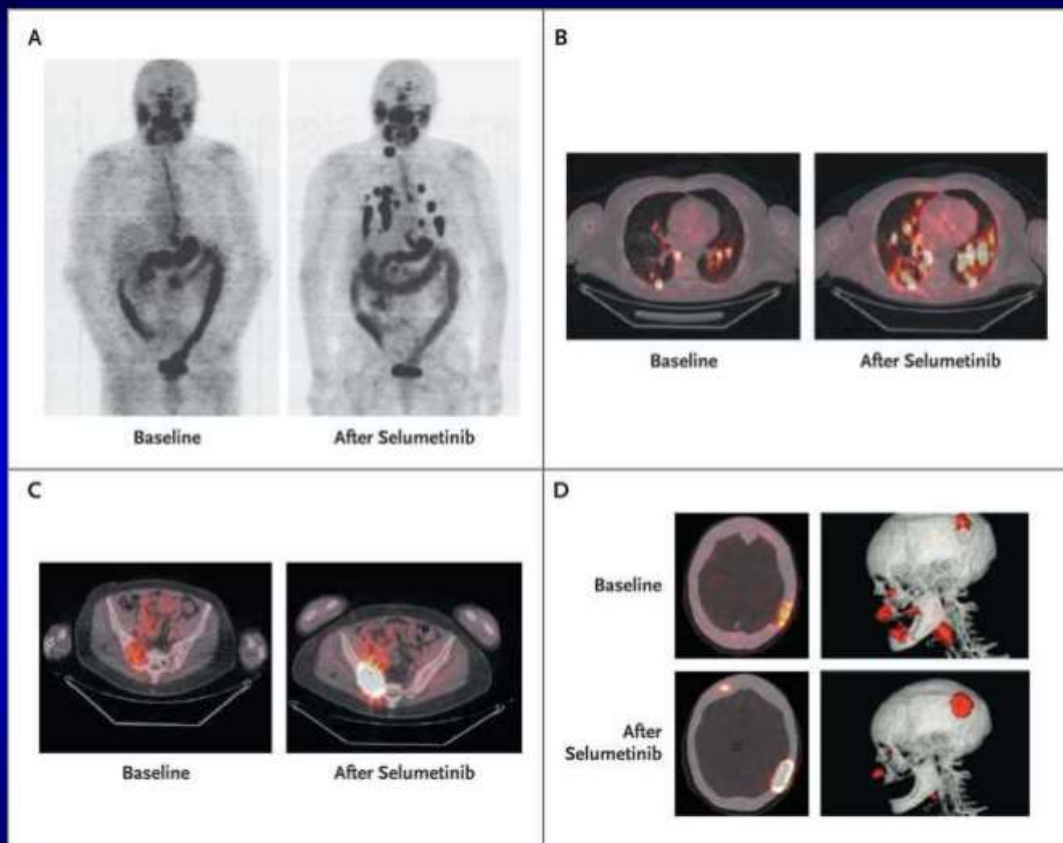 A
Baseline
After Selumetinib
B
Baseline
After Selumetinib
C
Baseline
After Selumetinib
D
Baseline
After
Selumetinib